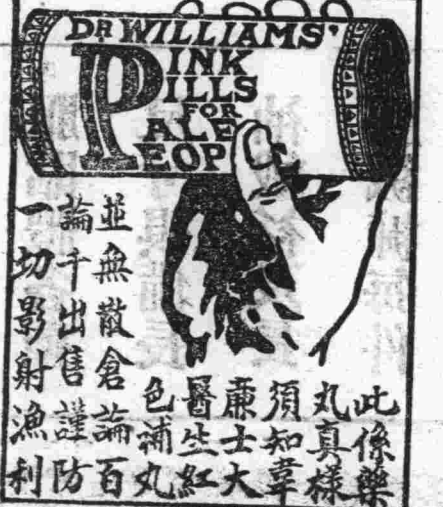 DR WILLIAMS'
PINK
PILLS
FOR
PALE
PEOP
此係藥
丸真樣
須知韋
廉士大
醫生紅
色補丸
並無散倉論百
論千出售謹防
一切影射漁利